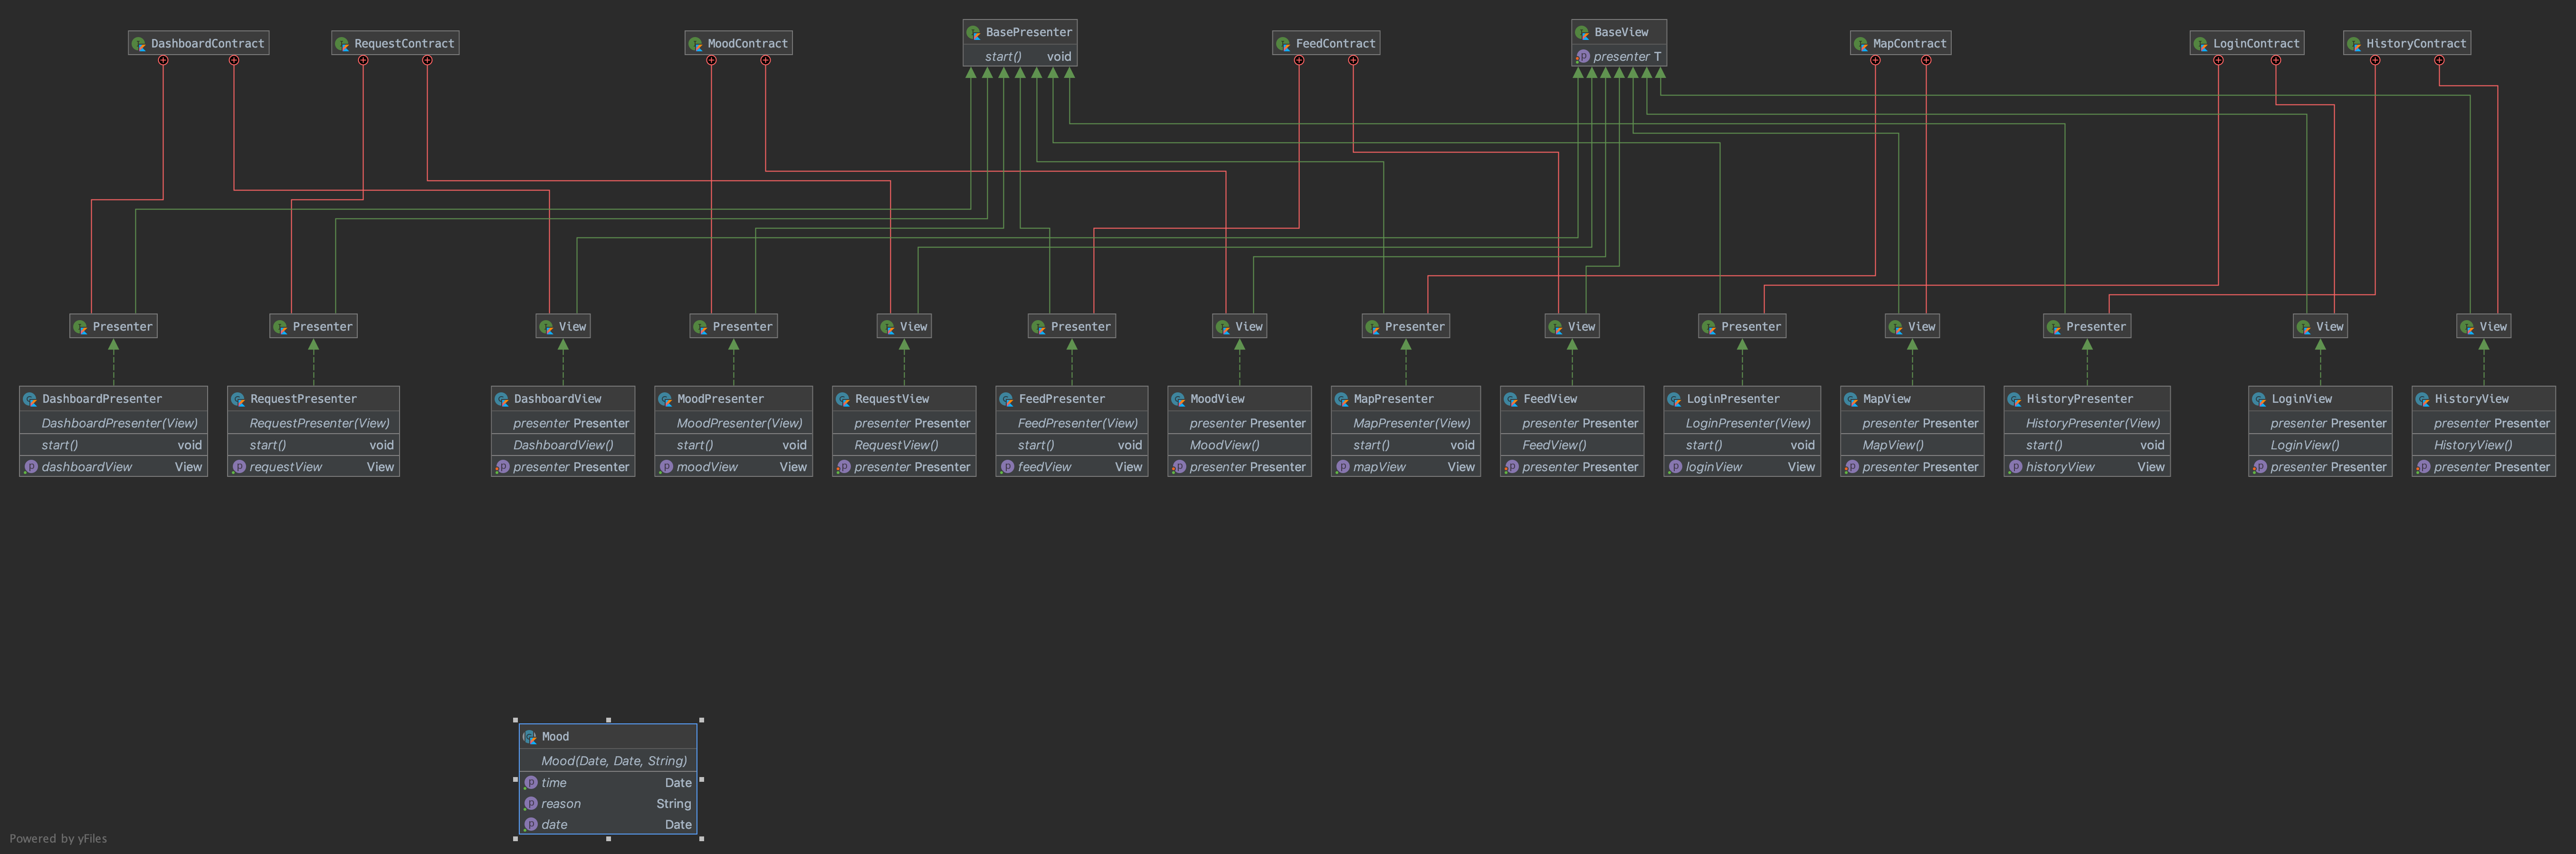 DashboardContract
RequestContract
MoodContract
BasePresenter
start() void
FeedContract
BaseView
presenter T
MapContract
LoginContract
HistoryContract
Presenter
Presenter
View
Presenter
View
Presenter
View
Presenter
View
Presenter
View
Presenter
View
View
DashboardPresenter
DashboardPresenter(View)
start() void
dashboardView View
RequestPresenter
RequestPresenter(View)
start() void
requestView View
DashboardView
presenter Presenter
DashboardView()
presenter Presenter
MoodPresenter
MoodPresenter(View)
start() void
moodView View
RequestView
presenter Presenter
RequestView()
presenter Presenter
FeedPresenter
FeedPresenter(View)
start() void
feedView View
MoodView
presenter Presenter
MoodView()
presenter Presenter
MapPresenter
MapPresenter(View)
start() void
mapView View
FeedView
presenter Presenter
FeedView()
presenter Presenter
LoginPresenter
LoginPresenter(View)
start() void
loginView View
MapView
presenter Presenter
MapView()
presenter Presenter
HistoryPresenter
HistoryPresenter(View)
start() void
historyView View
LoginView
presenter Presenter
LoginView()
presenter Presenter
HistoryView
presenter Presenter
HistoryView()
presenter Presenter
Mood
Mood(Date, Date, String)
time Date
reason String
date Date
Powered by yFiles